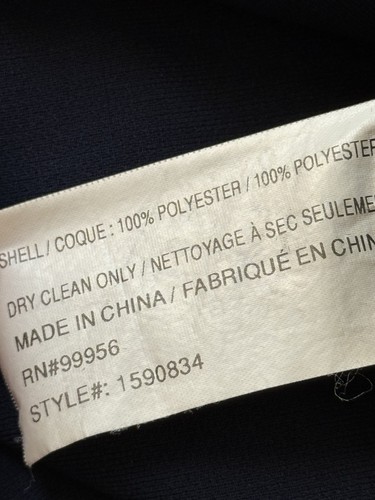 SHELL / COQUE : 100% POLYESTER / 100% POLYESTER
DRY CLEAN ONLY / NETTOYAGE À SEC SEULEME
MADE IN CHINA / FABRIQUÉ EN CHIN
RN#99956
STYLE#: 1590834